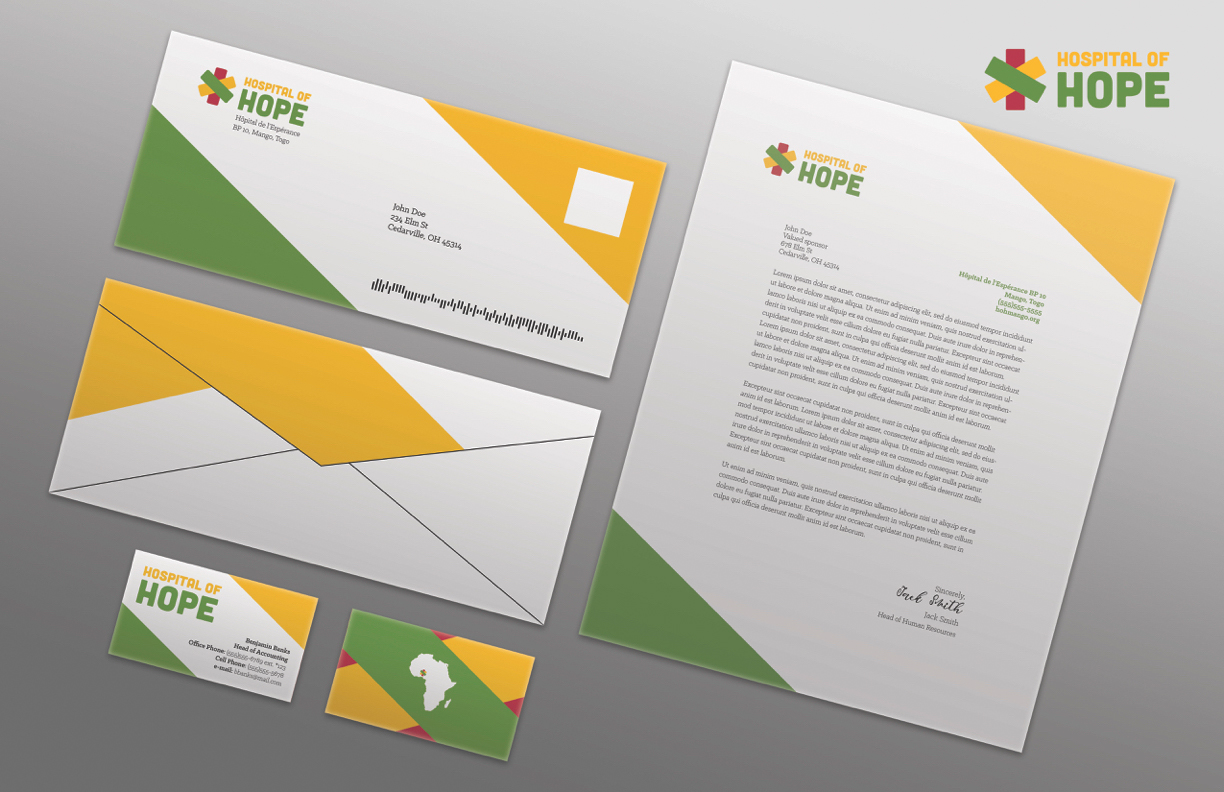 HOSPITAL OF
HOPE
Hôpital de l'Espérance
BP 10, Mango, Togo
John Doe
234 Elm St
Cedarville, OH 45314
HOSPITAL OF
HOPE
Benjamin Banks
Head of Accounting
Office Phone: (555)555-6789 ext. *123
Cell Phone: (555)555-5678
e-mail: bbanks@mail.com
HOSPITAL OF
HOPE
HOSPITAL OF
HOPE
John Doe
Valued sponsor
678 Elm St
Cedarville, OH 45314
Hôpital de l'Espérance BP 10
Mango, Togo
(555)555-5555
hohmango.org
Lorem ipsum dolor sit amet, consectetur adipiscing elit, sed do eiusmod tempor incididunt
ut labore et dolore magna aliqua. Ut enim ad minim veniam, quis nostrud exercitation ul-
lamco laboris nisi ut aliquip ex ea commodo consequat. Duis aute irure dolor in reprehen-
derit in voluptate velit esse cillum dolore eu fugiat nulla pariatur. Excepteur sint occaecat
cupidatat non proident, sunt in culpa qui officia deserunt mollit anim id est laborum.
Lorem ipsum dolor sit amet, consectetur adipiscing elit, sed do eiusmod tempor incididunt
ut labore et dolore magna aliqua. Ut enim ad minim veniam, quis nostrud exercitation ul-
lamco laboris nisi ut aliquip ex ea commodo consequat. Duis aute irure dolor in reprehen-
derit in voluptate velit esse cillum dolore eu fugiat nulla pariatur. Excepteur sint occaecat
cupidatat non proident, sunt in culpa qui officia deserunt mollit anim id est laborum.
Excepteur sint occaecat cupidatat non proident, sunt in culpa qui officia deserunt mollit
anim id est laborum. Lorem ipsum dolor sit amet, consectetur adipiscing elit, sed do eius-
mod tempor incididunt ut labore et dolore magna aliqua. Ut enim ad minim veniam, quis
nostrud exercitation ullamco laboris nisi ut aliquip ex ea commodo consequat. Duis aute
irure dolor in reprehenderit in voluptate velit esse cillum dolore eu fugiat nulla pariatur.
Excepteur sint occaecat cupidatat non proident, sunt in culpa qui officia deserunt mollit
anim id est laborum.
Ut enim ad minim veniam, quis nostrud exercitation ullamco laboris nisi ut aliquip ex ea
commodo consequat. Duis aute irure dolor in reprehenderit in voluptate velit esse cillum
dolore eu fugiat nulla pariatur. Excepteur sint occaecat cupidatat non proident, sunt in
culpa qui officia deserunt mollit anim id est laborum.
Sincerely,
Jack Smith
Jack Smith
Head of Human Resources